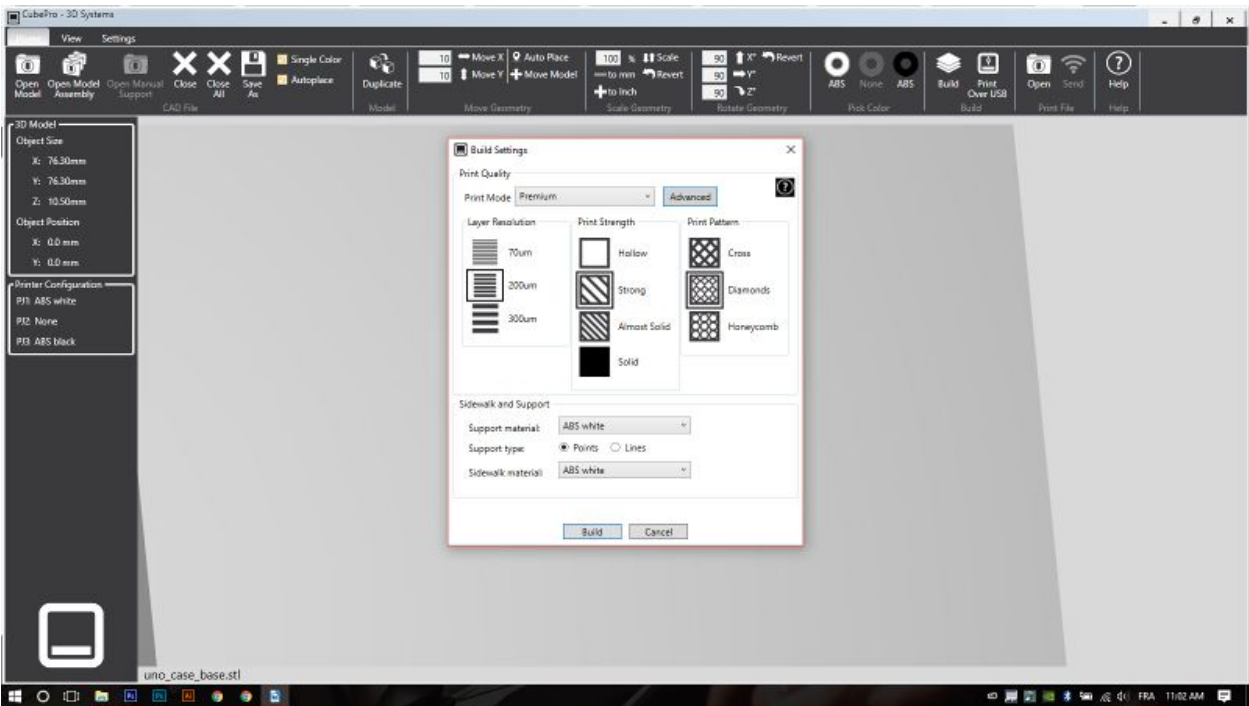 CubePro - 3D Systems
View Settings
Open Model
Open Model Assembly
Open Manual Support
Close
Close All
Save As
Single Color
Autoplace
CAD File
Duplicate
Model
10 Move X
10 Move Y
Auto Place
Move Model
Move Geometry
100 % Scale
to mm Revert
to Inch
Scale Geometry
90 X° Revert
90 Y°
90 Z°
Rotate Geometry
ABS None ABS
Pick Color
Build
Print Over USB
Build
Open Send
Print File
Help
Help
3D Model
Object Size
X: 76.30mm
Y: 76.30mm
Z: 10.50mm
Object Position
X: 0.0 mm
Y: 0.0 mm
Printer Configuration
PJ1: ABS white
PJ2: None
PJ3: ABS black
Build Settings
Print Quality
Print Mode Premium Advanced
Layer Resolution
70um
200um
300um
Print Strength
Hollow
Strong
Almost Solid
Solid
Print Pattern
Cross
Diamonds
Honeycomb
Sidewalk and Support
Support material: ABS white
Support type: Points Lines
Sidewalk material: ABS white
Build Cancel
uno_case_base.stl
FRA 11:02 AM